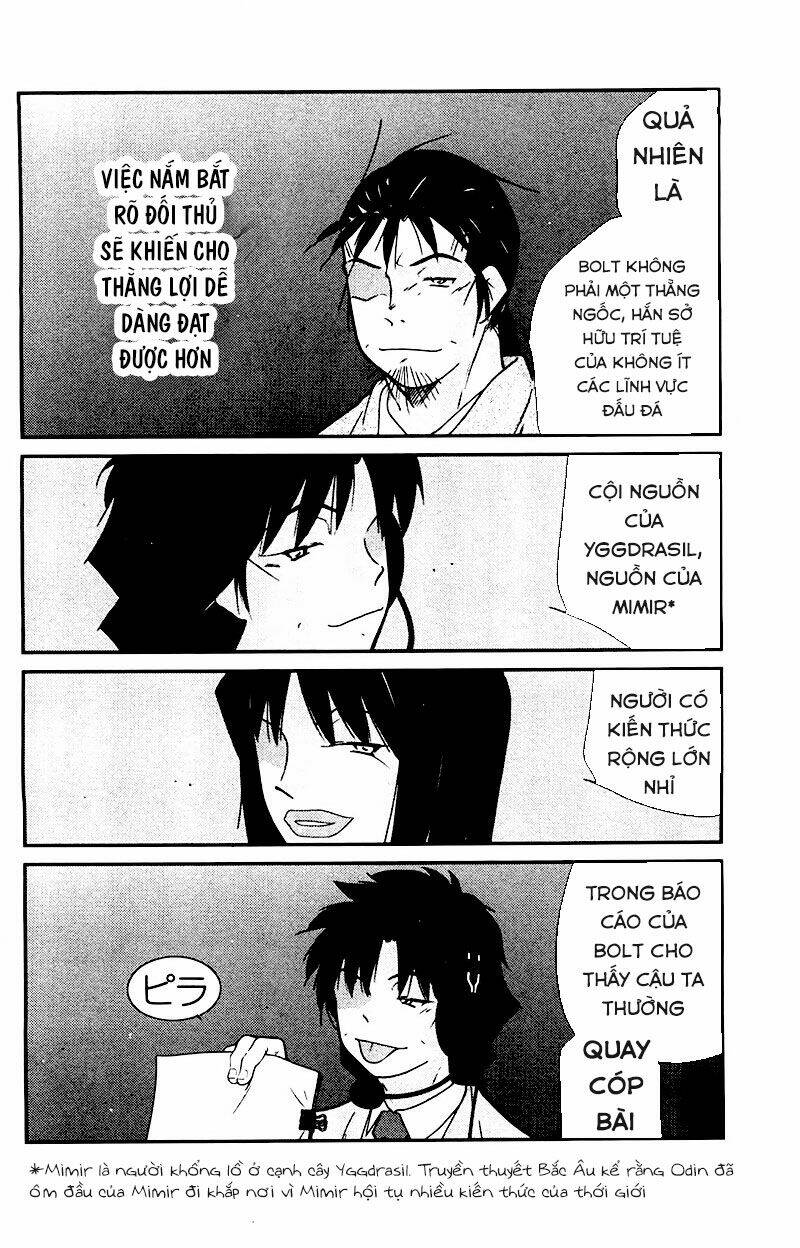 QUẢ
NHIÊN
LÀ
BOLT KHÔNG
PHẢI MỘT THẰNG
NGỐC, HẮN SỞ
HỮU TRÍ TUỆ
CỦA KHÔNG ÍT
CÁC LĨNH VỰC
ĐẤU ĐÁ
VIỆC NẮM BẮT
RÕ ĐỐI THỦ
SẼ KHIẾN CHO
THẮNG LỢI DỄ
DÀNG ĐẠT
ĐƯỢC HƠN
CỘI NGUỒN
CỦA
YGGDRASIL,
NGUỒN CỦA
MIMIR*
NGƯỜI CÓ
KIẾN THỨC
RỘNG LỚN
NHỈ
TRONG BÁO
CÁO CỦA
BOLT CHO
THẤY CẬU TA
THƯỜNG
QUAY
CÓP
BÀI
ピラ
*Mimir là người khổng lồ ở cạnh cây Yggdrasil. Truyền thuyết Bắc Âu kể rằng Odin đã
ôm đầu của Mimir đi khắp nơi vì Mimir hội tụ nhiều kiến thức của thới giới